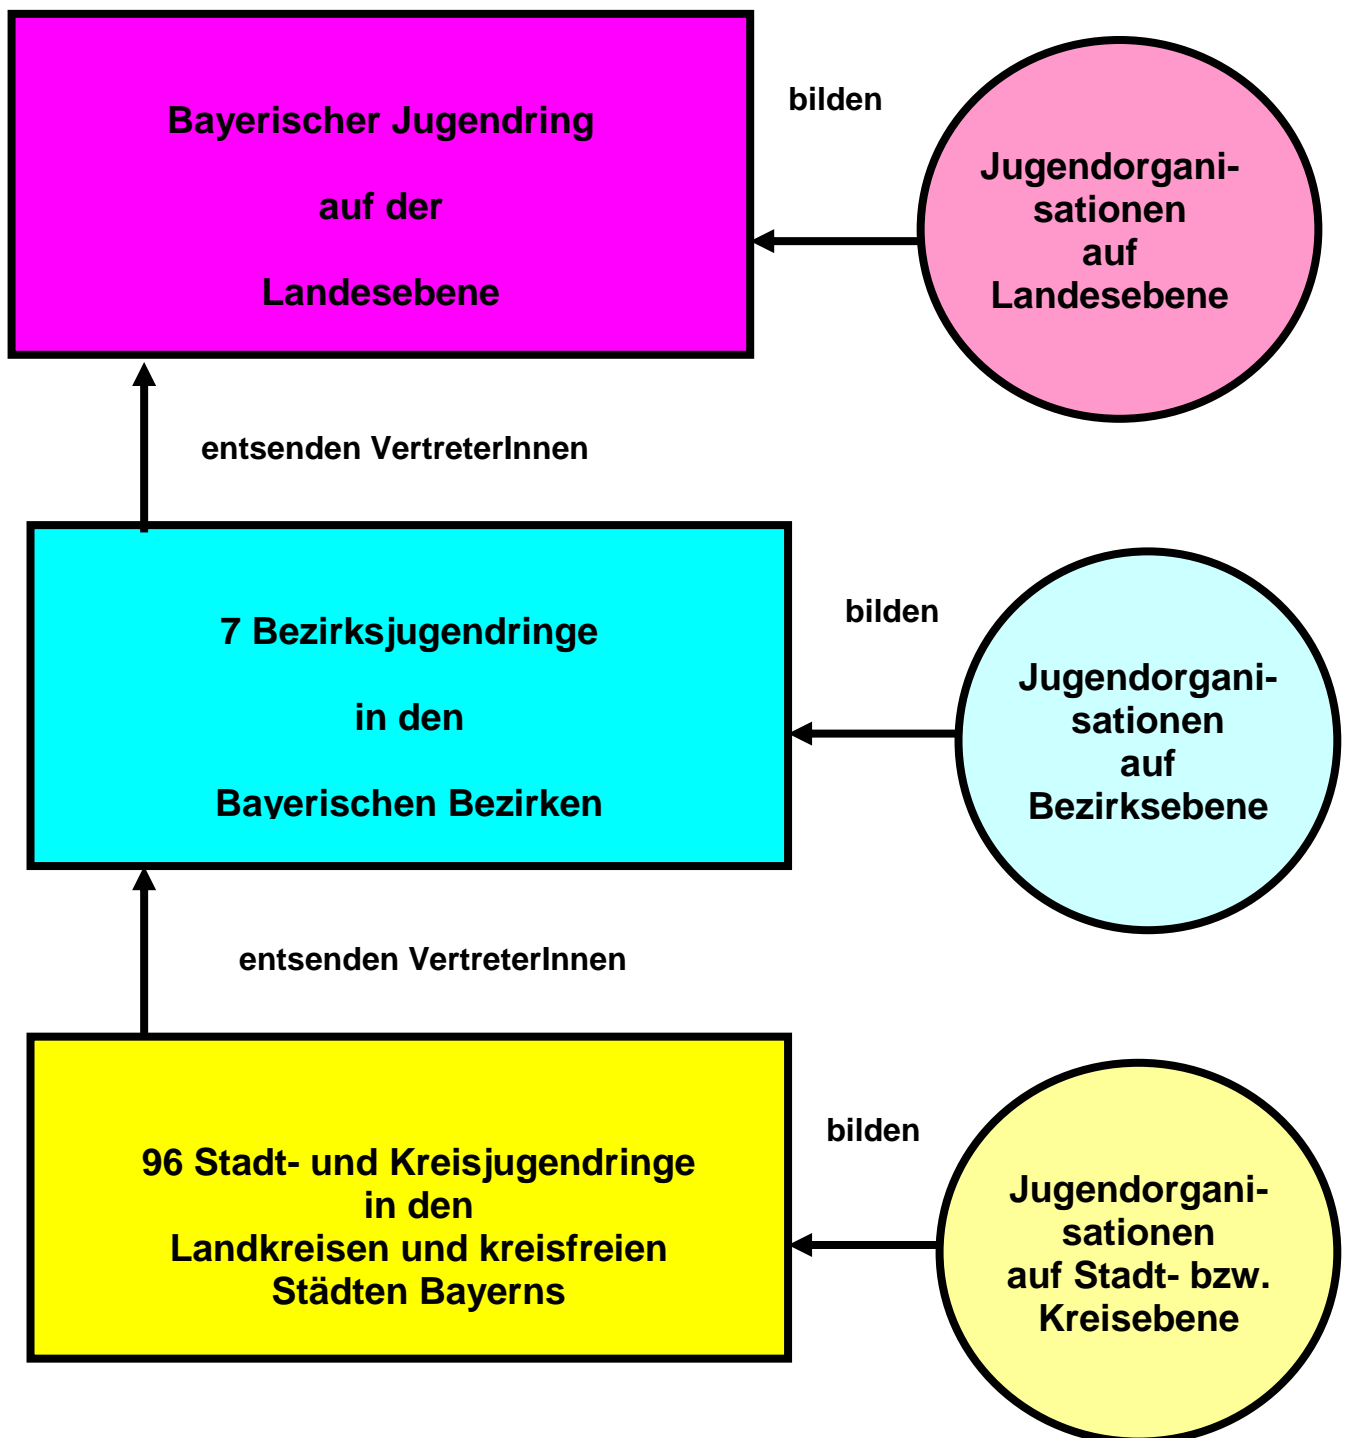 Bayerischer Jugendring
auf der
Landesebene
bilden
Jugendorgani-
sationen
auf
Landesebene
entsenden VertreterInnen
7 Bezirksjugendringe
in den
Bayerischen Bezirken
bilden
Jugendorgani-
sationen
auf
Bezirksebene
entsenden VertreterInnen
96 Stadt- und Kreisjugendringe
in den
Landkreisen und kreisfreien
Städten Bayerns
bilden
Jugendorgani-
sationen
auf Stadt- bzw.
Kreisebene